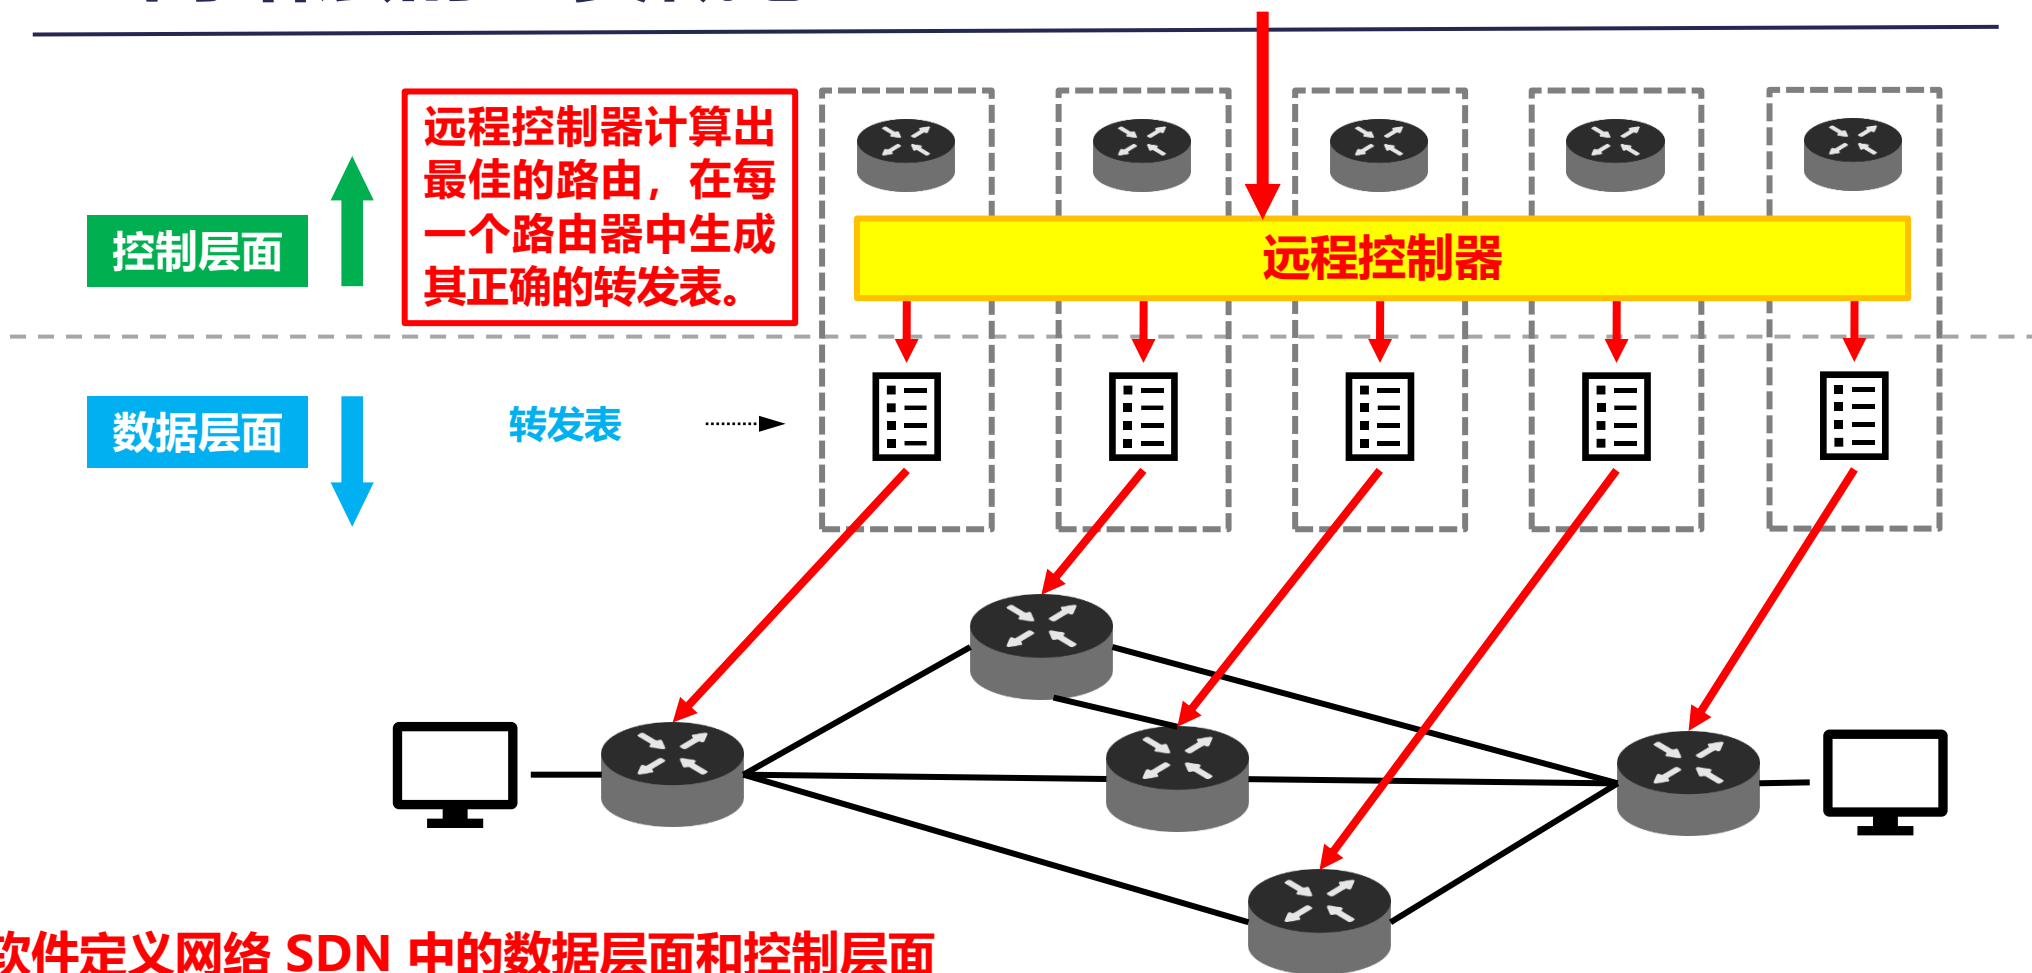 远程控制器计算出
最佳的路由，在每
一个路由器中生成
其正确的转发表。
控制层面
远程控制器
数据层面
转发表
软件定义网络 SDN 中的数据层面和控制层面